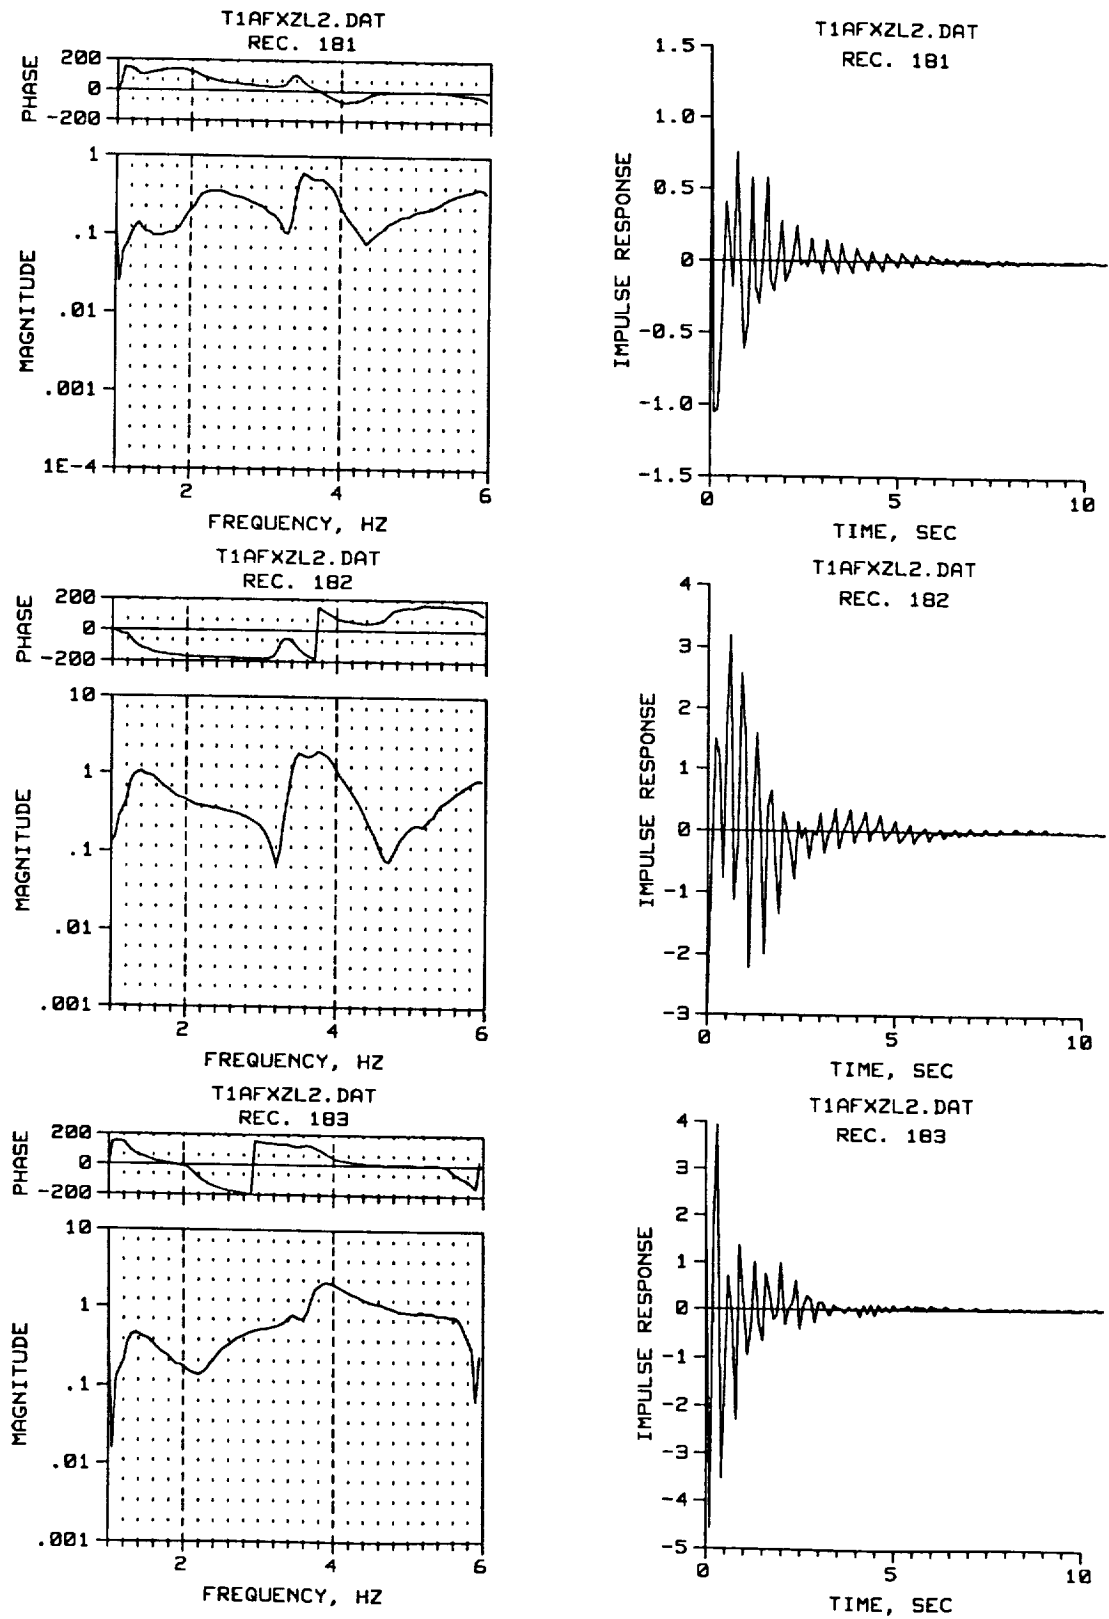 T1AFXZL2.DAT
REC. 181
PHASE
200
0
-200
MAGNITUDE
1
.1
.01
.001
1E-4
2
4
6
FREQUENCY, HZ
T1AFXZL2.DAT
REC. 181
IMPULSE RESPONSE
1.5
1.0
0.5
0
-0.5
-1.0
-1.5
0
5
10
TIME, SEC
T1AFXZL2.DAT
REC. 182
PHASE
200
0
-200
MAGNITUDE
10
1
.1
.01
.001
2
4
6
FREQUENCY, HZ
T1AFXZL2.DAT
REC. 182
IMPULSE RESPONSE
4
3
2
1
0
-1
-2
-3
0
5
10
TIME, SEC
T1AFXZL2.DAT
REC. 183
PHASE
200
0
-200
MAGNITUDE
10
1
.1
.01
.001
2
4
6
FREQUENCY, HZ
T1AFXZL2.DAT
REC. 183
IMPULSE RESPONSE
4
3
2
1
0
-1
-2
-3
-4
-5
0
5
10
TIME, SEC